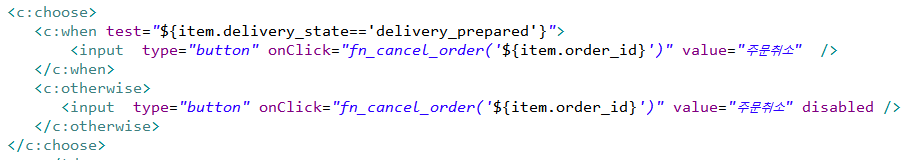 <c:choose>
<c:when test="${item.delivery_state=='delivery_prepared'}">
<input  type="button" onClick="fn_cancel_order('${item.order_id}')" value="주문취소"  />
</c:when>
<c:otherwise>
<input  type="button" onClick="fn_cancel_order('${item.order_id}')" value="주문취소" disabled />
</c:otherwise>
</c:choose>